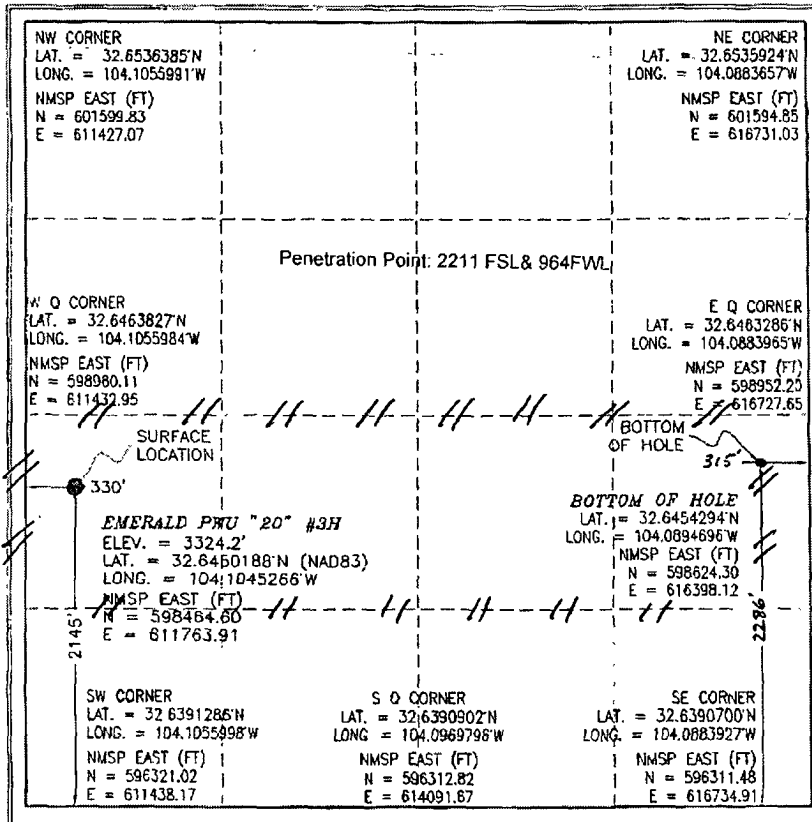 NW CORNER
LAT. = 32.6536385'N
LONG. = 104.1055991'W
NMSP EAST (FT)
N = 601599.83
E = 611427.07
NE CORNER
LAT. = 32.6535924'N
LONG. = 104.0883657'W
NMSP EAST (FT)
N = 601594.85
E = 616731.03
Penetration Point: 2211 FSL& 964FWL
W Q CORNER
LAT. = 32.6463827'N
LONG. = 104.1055984'W
NMSP EAST (FT)
N = 598980.11
E = 611432.95
E Q CORNER
LAT. = 32.6463286'N
LONG. = 104.0883965'W
NMSP EAST (FT)
N = 598952.20
E = 616727.65
SURFACE
LOCATION
330'
BOTTOM
OF HOLE
315'
EMERALD PWU "20" #3H
ELEV. = 3324.2'
LAT. = 32.6450188'N (NAD83)
LONG. = 104.1045266'W
NMSP EAST (FT)
N = 598464.60
E = 611763.91
BOTTOM OF HOLE
LAT. = 32.6454294'N
LONG. = 104.0894696'W
NMSP EAST (FT)
N = 598624.30
E = 616398.12
2145'
2286'
SW CORNER
LAT. = 32.6391286'N
LONG. = 104.1055998'W
NMSP EAST (FT)
N = 596321.02
E = 611438.17
S Q CORNER
LAT. = 32.6390902'N
LONG = 104.0969796'W
NMSP EAST (FT)
N = 596312.82
E = 614091.67
SE CORNER
LAT. = 32.6390700'N
LONG. = 104.0883927'W
NMSP EAST (FT)
N = 596311.48
E = 616734.91